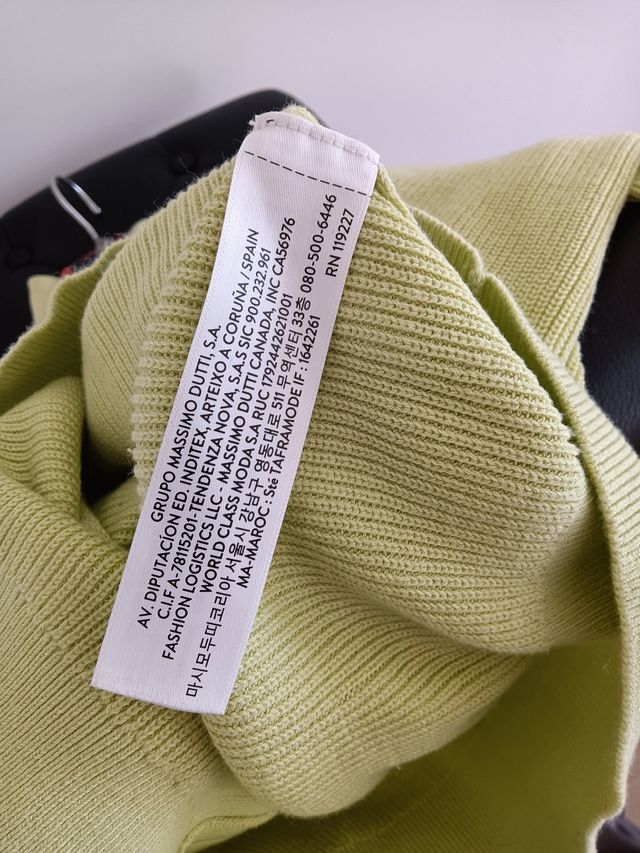 GRUPO MASSIMO DUTTI, S.A.
AV. DIPUTACÍON ED. INDITEX, ARTEIXO A CORUÑA / SPAIN
C.I.F A-78115201-TENDENZA NOVA, S.A.S SIC 900.232.961
FASHION LOGISTICS LLC - MASSIMO DUTTI CANADA, INC CA56976
WORLD CLASS MODA S.A RUC 1792442621001
마시모두띠코리아 서울시 강남구 영동대로 511 무역센터 33층 080-500-6446
MA-MAROC : Sté TAFRAMODE IF : 1642261
RN 119227